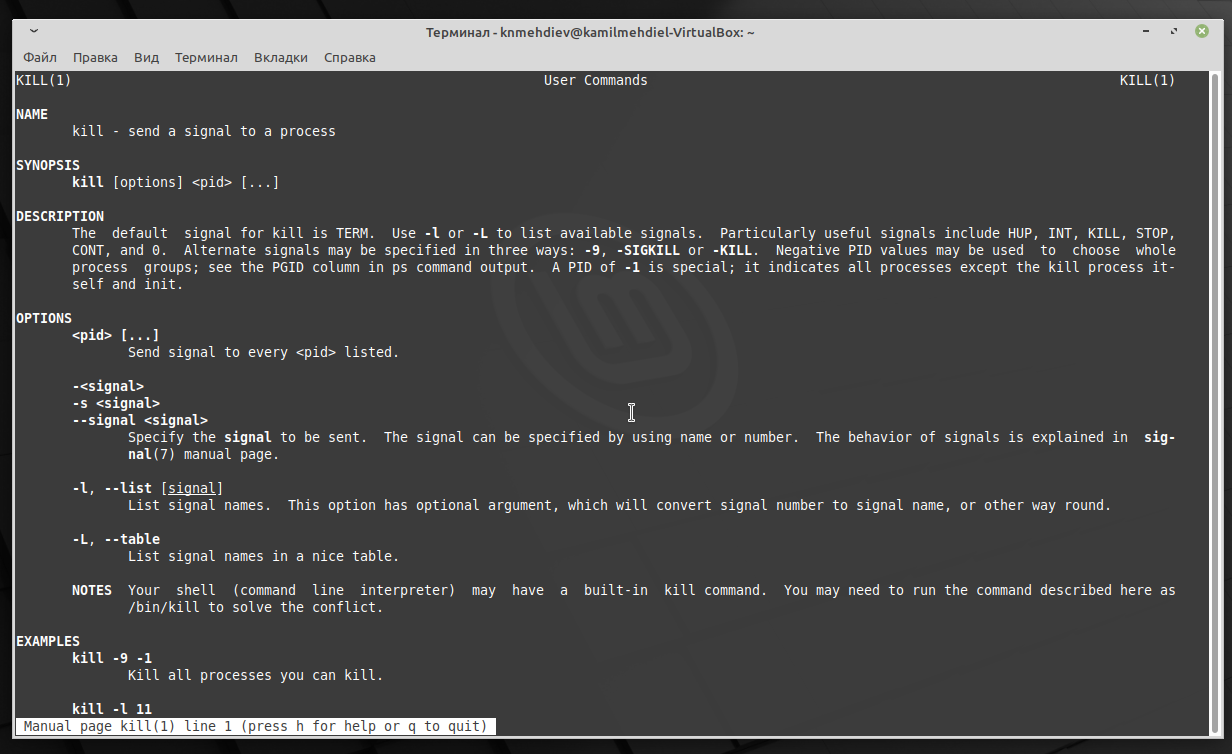 Терминал - knmehdiev@kamilmehdiel-VirtualBox: ~
Файл Правка Вид Терминал Вкладки Справка
KILL(1) User Commands KILL(1)
NAME
kill - send a signal to a process
SYNOPSIS
kill [options] <pid> [...]
DESCRIPTION
The default signal for kill is TERM. Use -l or -L to list available signals. Particularly useful signals include HUP, INT, KILL, STOP,
CONT, and 0. Alternate signals may be specified in three ways: -9, -SIGKILL or -KILL. Negative PID values may be used to choose whole
process groups; see the PGID column in ps command output. A PID of -1 is special; it indicates all processes except the kill process it-
self and init.
OPTIONS
<pid> [...]
Send signal to every <pid> listed.
-<signal>
-s <signal>
--signal <signal>
Specify the signal to be sent. The signal can be specified by using name or number. The behavior of signals is explained in sig-
nal(7) manual page.
-l, --list [signal]
List signal names. This option has optional argument, which will convert signal number to signal name, or other way round.
-L, --table
List signal names in a nice table.
NOTES Your shell (command line interpreter) may have a built-in kill command. You may need to run the command described here as
/bin/kill to solve the conflict.
EXAMPLES
kill -9 -1
Kill all processes you can kill.
kill -l 11
Manual page kill(1) line 1 (press h for help or q to quit)